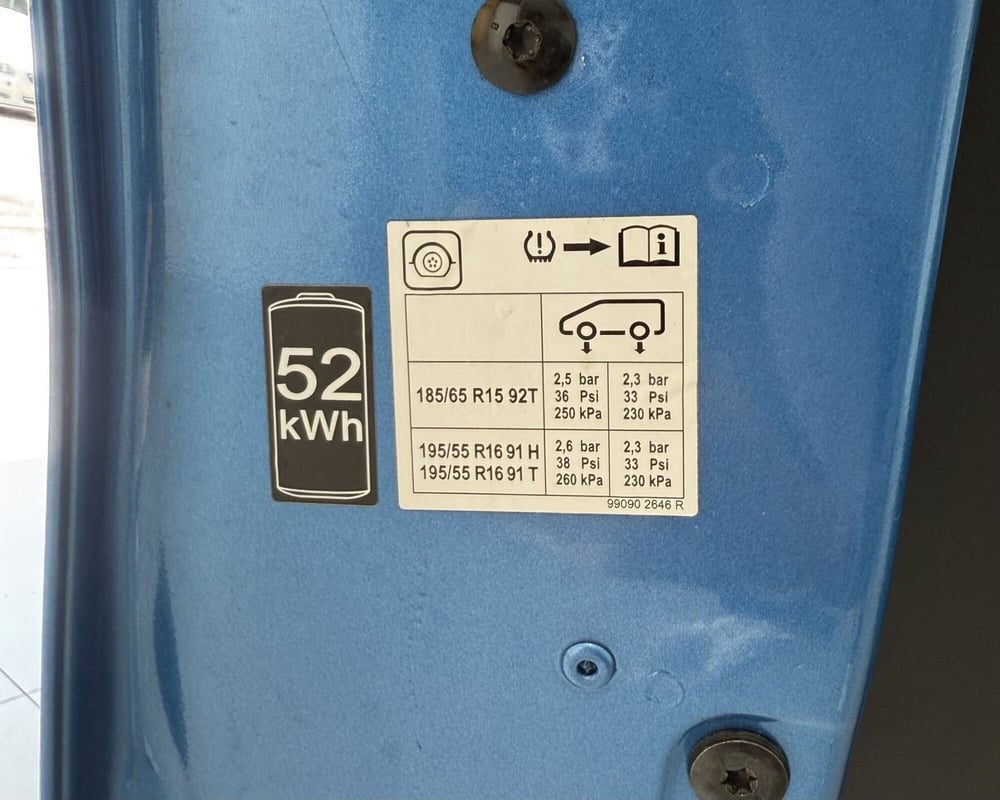 52
kWh
185/65 R15 92T
2,5 bar
36 Psi
250 kPa
2,3 bar
33 Psi
230 kPa
195/55 R16 91 H
195/55 R16 91 T
2,6 bar
38 Psi
260 kPa
2,3 bar
33 Psi
230 kPa
99090 2646 R